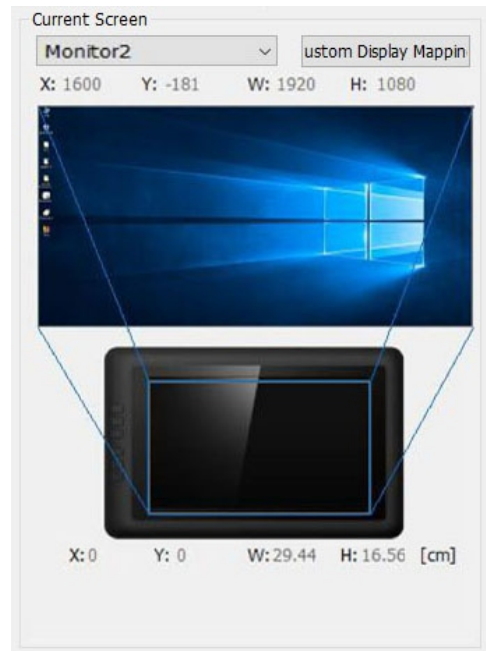 Current Screen
Monitor2
ustom Display Mappin
X: 1600 Y: -181 W: 1920 H: 1080
X: 0 Y: 0 W: 29.44 H: 16.56 [cm]